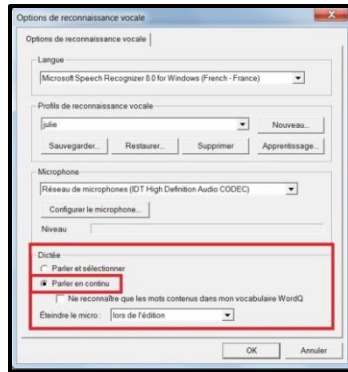 Options de reconnaissance vocale
Options de reconnaissance vocale
Langue
Microsoft Speech Recognizer 8.0 for Windows (French - France)
Profils de reconnaissance vocale
julie
Nouveau...
Sauvegarder... Restaurer... Supprimer Apprentissage...
Microphone
Réseau de microphones (IDT High Definition Audio CODEC)
Configurer le microphone...
Niveau
Dictée
Parler et sélectionner
Parler en continu
Ne reconnaître que les mots contenus dans mon vocabulaire WordQ
Éteindre le micro : lors de l'édition
OK Annuler